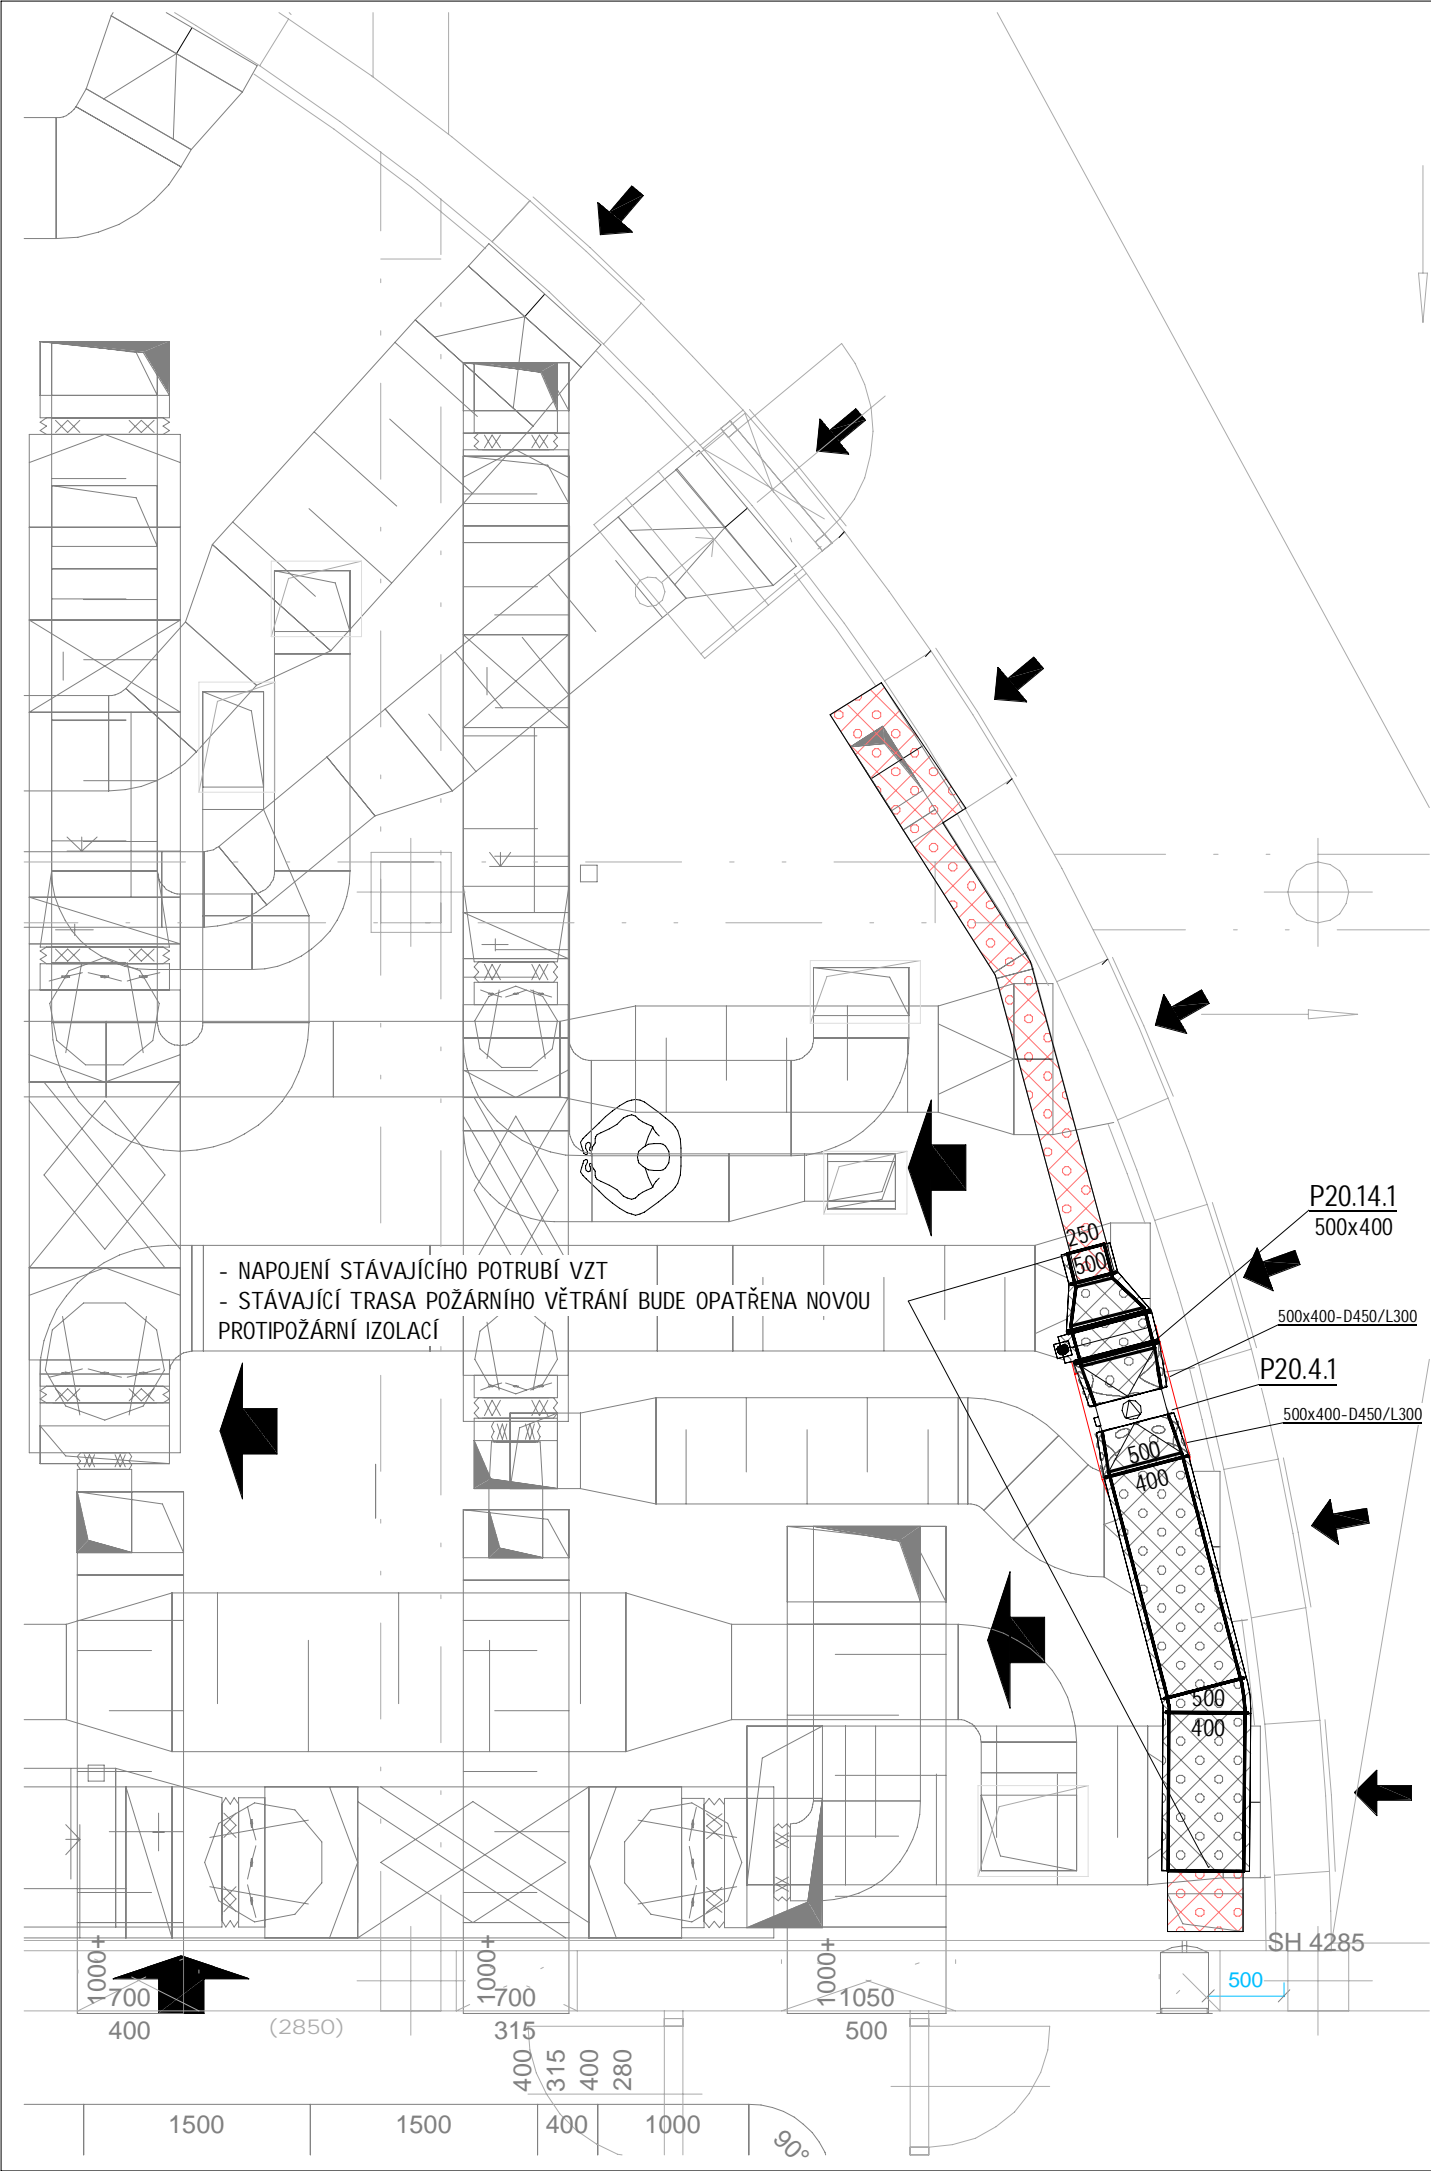 P20.14.1
500x400
250
500
- NAPOJENÍ STÁVAJÍCÍHO POTRUBÍ VZT
- STÁVAJÍCÍ TRASA POŽÁRNÍHO VĚTRÁNÍ BUDE OPATŘENA NOVOU
PROTIPOŽÁRNÍ IZOLACÍ
500x400-D450/L300
P20.4.1
500x400-D450/L300
500
400
500
400
SH 4285
500
1000+
700
400
(2850)
1000+
700
315
1000+
1050
500
400
315
400
280
1500
1500
400
1000
90°